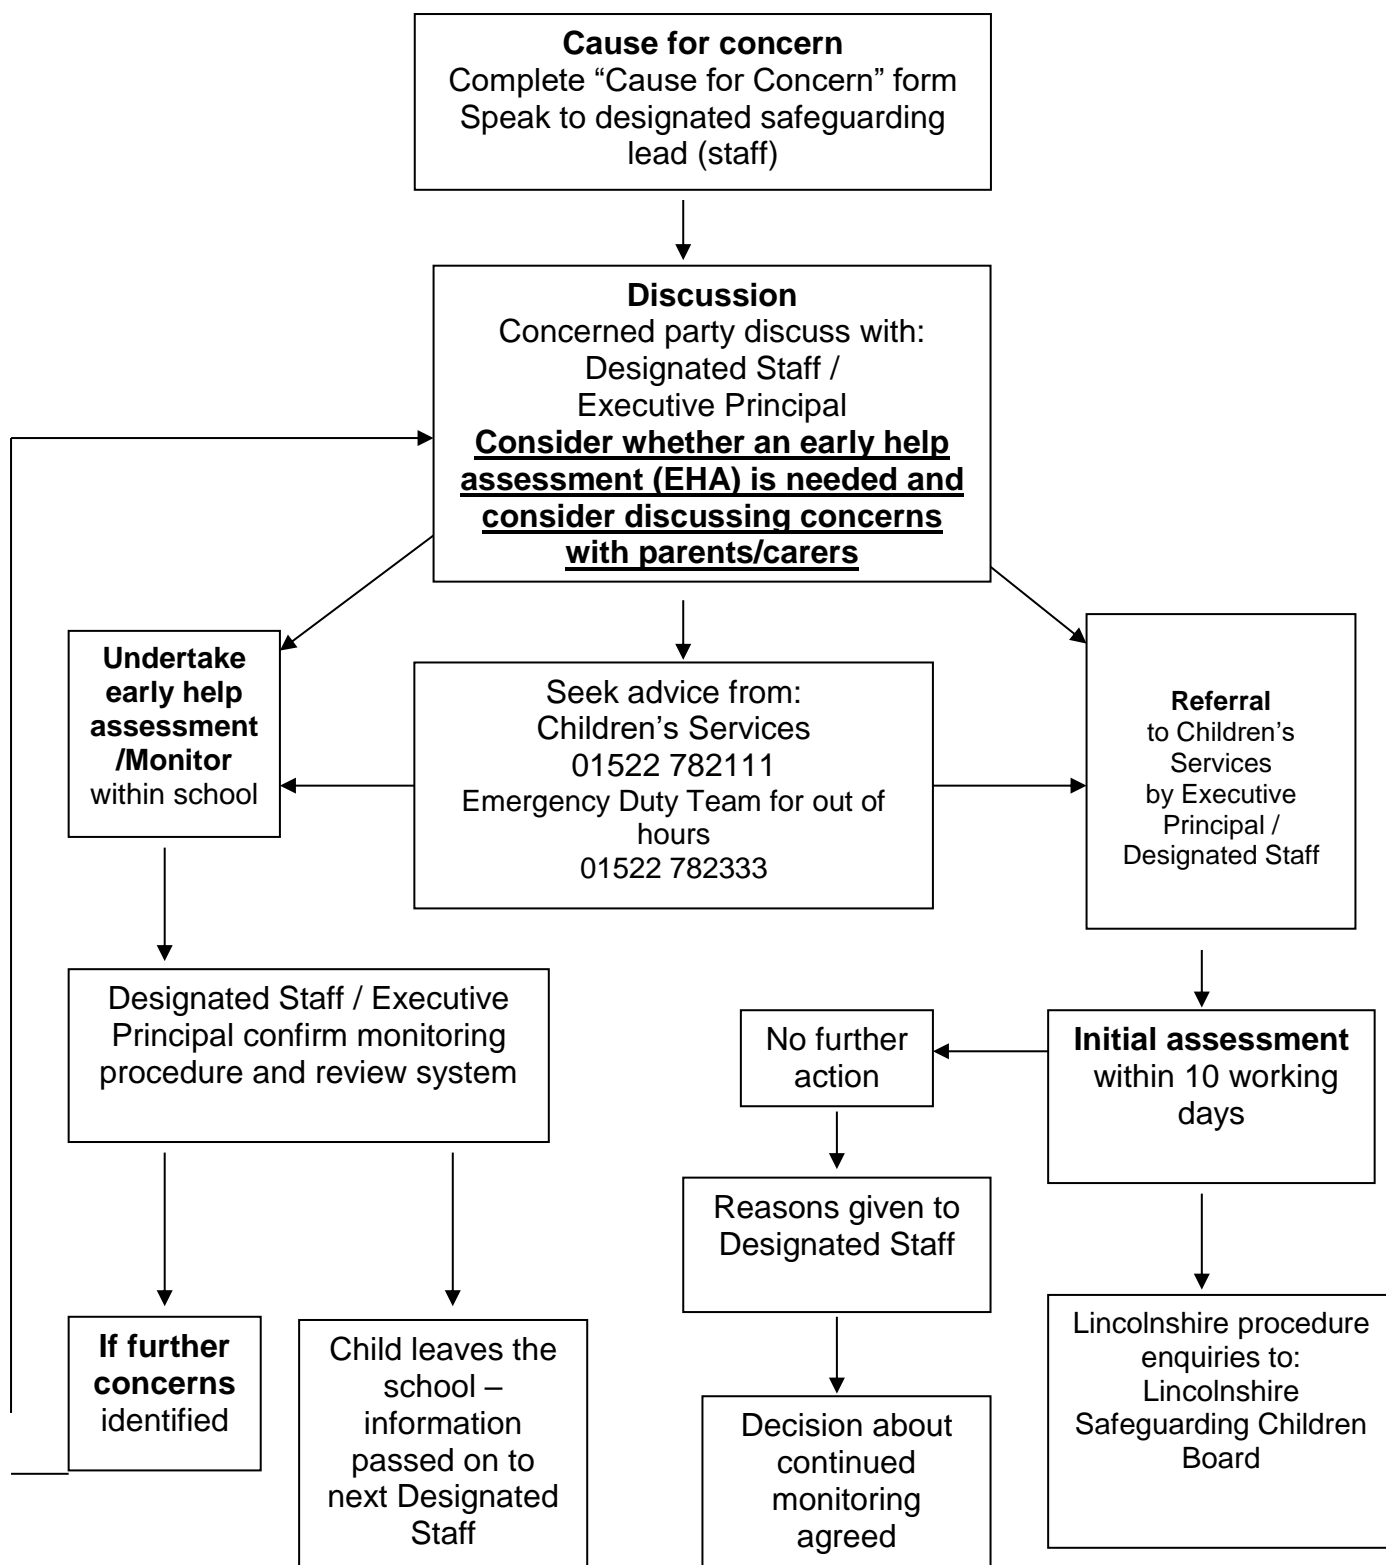 Cause for concern
Complete “Cause for Concern” form
Speak to designated safeguarding
lead (staff)
Discussion
Concerned party discuss with:
Designated Staff /
Executive Principal
Consider whether an early help
assessment (EHA) is needed and
consider discussing concerns
with parents/carers
Undertake
early help
assessment
/Monitor
within school
Seek advice from:
Children’s Services
01522 782111
Emergency Duty Team for out of
hours
01522 782333
Referral
to Children’s
Services
by Executive
Principal /
Designated Staff
Designated Staff / Executive
Principal confirm monitoring
procedure and review system
No further
action
Initial assessment
within 10 working
days
Reasons given to
Designated Staff
If further
concerns
identified
Child leaves the
school –
information
passed on to
next Designated
Staff
Decision about
continued
monitoring
agreed
Lincolnshire procedure
enquiries to:
Lincolnshire
Safeguarding Children
Board